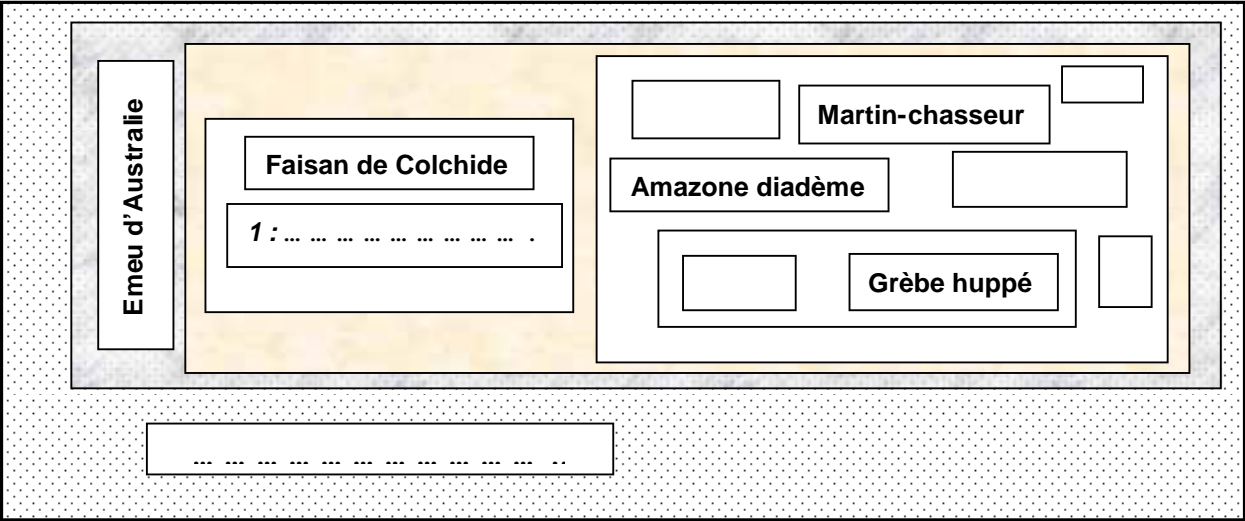 Emeu d'Australie
Faisan de Colchide
1 : … … … … … … … … … .
Martin-chasseur
Amazone diadème
Grèbe huppé
… … … … … … … … … … … ..